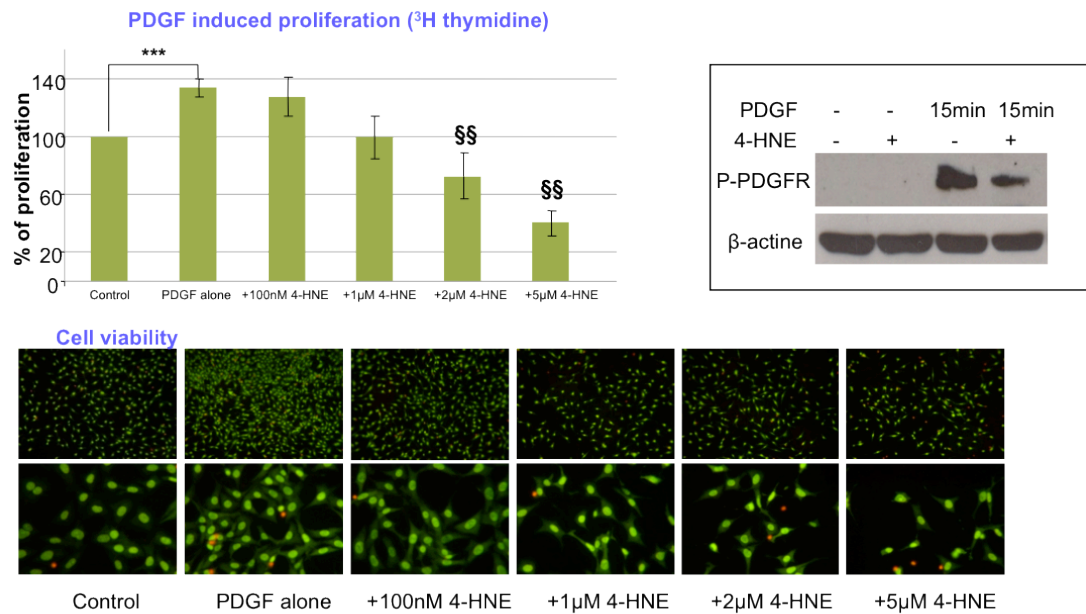 PDGF induced proliferation (³H thymidine)
% of proliferation
140
100
60
20
0
***
§§
§§
Control PDGF alone +100nM 4-HNE +1µM 4-HNE +2µM 4-HNE +5µM 4-HNE
PDGF - - 15min 15min
4-HNE - + - +
P-PDGFR
β-actine
Cell viability
Control PDGF alone +100nM 4-HNE +1µM 4-HNE +2µM 4-HNE +5µM 4-HNE